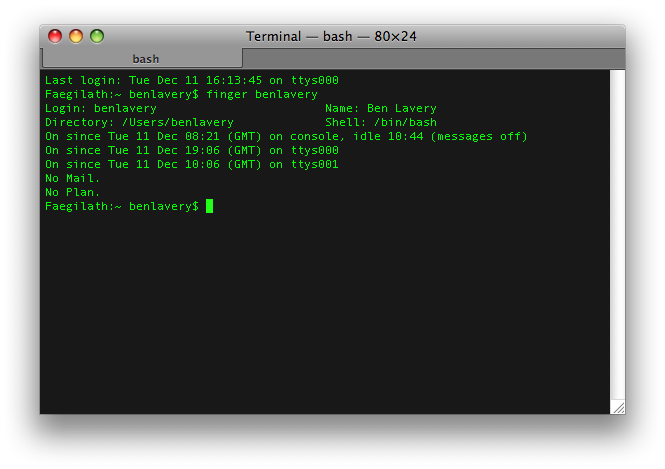 Terminal — bash — 80×24
bash
Last login: Tue Dec 11 16:13:45 on ttys000
Faegilath:~ benlavery$ finger benlavery
Login: benlavery                        Name: Ben Lavery
Directory: /Users/benlavery             Shell: /bin/bash
On since Tue 11 Dec 08:21 (GMT) on console, idle 10:44 (messages off)
On since Tue 11 Dec 19:06 (GMT) on ttys000
On since Tue 11 Dec 10:06 (GMT) on ttys001
No Mail.
No Plan.
Faegilath:~ benlavery$